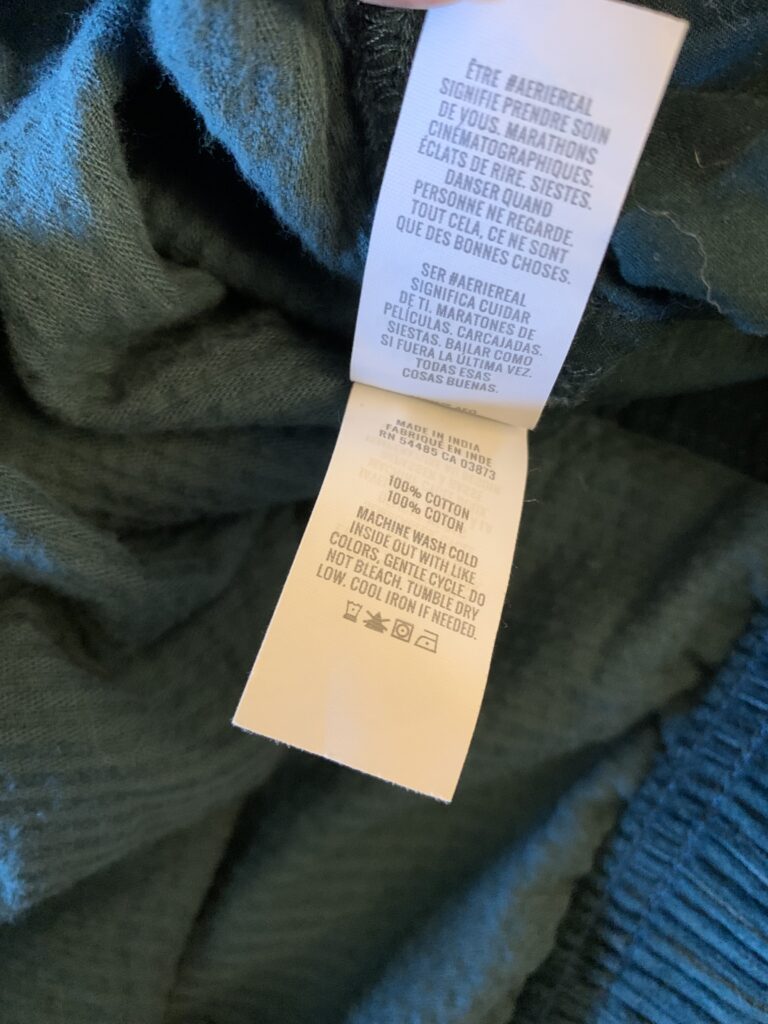 ÊTRE #AERIEREAL
SIGNIFIE PRENDRE SOIN
DE VOUS. MARATHONS
CINÉMATOGRAPHIQUES.
ÉCLATS DE RIRE. SIESTES.
DANSER QUAND
PERSONNE NE REGARDE.
TOUT CELA, CE NE SONT
QUE DES BONNES CHOSES.
SER #AERIEREAL
SIGNIFICA CUIDAR
DE TI. MARATONES DE
PELÍCULAS. CARCAJADAS.
SIESTAS. BAILAR COMO
SI FUERA LA ÚLTIMA VEZ.
TODAS ESAS
COSAS BUENAS.
MADE IN INDIA
FABRIQUÉ EN INDE
RN 54485 CA 03873
100% COTTON
100% COTON
MACHINE WASH COLD
INSIDE OUT WITH LIKE
COLORS, GENTLE CYCLE. DO
NOT BLEACH. TUMBLE DRY
LOW. COOL IRON IF NEEDED.